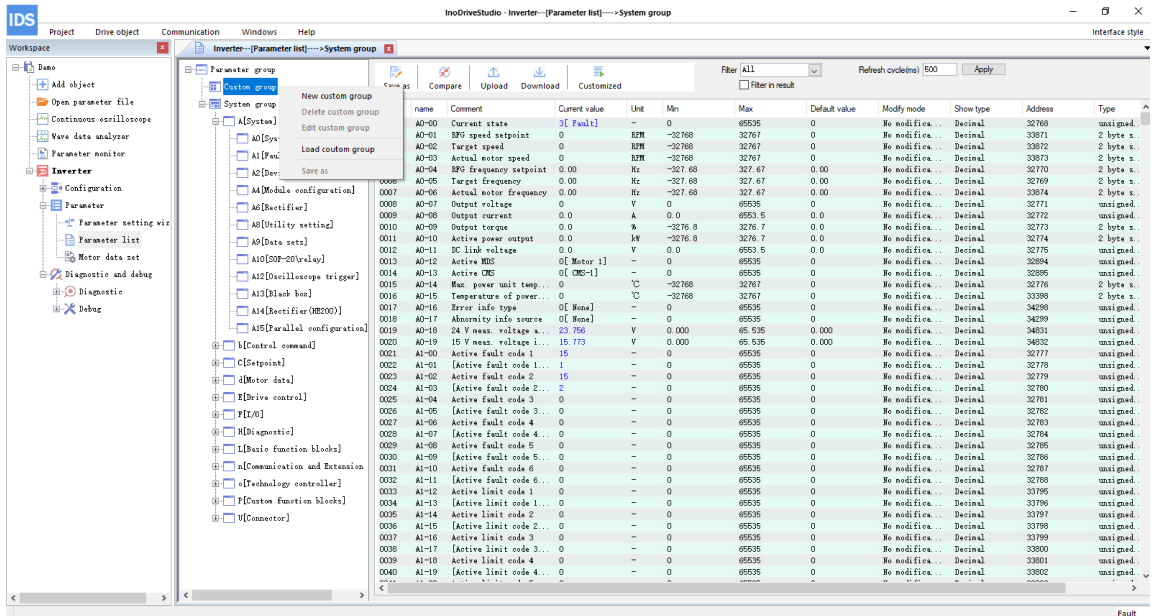 IDS
InoDriveStudio - Inverter---[Parameter list]---->System group
Project Drive object Communication Windows Help Interface style
Workspace
Demo
Add object
Open parameter file
Continuous oscilloscope
Wave data analyzer
Parameter monitor
Inverter
Configuration
Parameter
Parameter setting wiz
Parameter list
Motor data set
Diagnostic and debug
Diagnostic
Debug
Inverter---[Parameter list]---->System group
Parameter group
Custom group
System group
A[System]
A0[Sys
A1[Fau
A2[Dev
A4[Module configuration]
A6[Rectifier]
A8[Utility setting]
A9[Data sets]
A10[SOP-20\relay]
A12[Oscilloscope trigger]
A13[Black box]
A14[Rectifier(HE200)]
A15[Parallel configuration]
b[Control command]
C[Setpoint]
d[Motor data]
E[Drive control]
F[I/O]
H[Diagnostic]
L[Basic function blocks]
n[Communication and Extension
o[Technology controller]
P[Custom function blocks]
U[Connector]
New custom group
Delete custom group
Edit custom group
Load coutom group
Save as
Save as Compare Upload Download Customized
Filter All Refresh cycle(ms) 500 Apply
Filter in result
name Comment Current value Unit Min Max Default value Modify mode Show type Address Type
A0-00 Current state 3[ Fault] - 0 65535 0 No modifica... Decimal 32768 unsigned..
A0-01 RFG speed setpoint 0 RPM -32768 32767 0 No modifica... Decimal 33871 2 byte s..
A0-02 Target speed 0 RPM -32768 32767 0 No modifica... Decimal 33872 2 byte s..
A0-03 Actual motor speed 0 RPM -32768 32767 0 No modifica... Decimal 33873 2 byte s..
A0-04 RFG frequency setpoint 0.00 Hz -327.68 327.67 0 No modifica... Decimal 32770 2 byte s..
0006 A0-05 Target frequency 0.00 Hz -327.68 327.67 0 No modifica... Decimal 32769 2 byte s..
0007 A0-06 Actual motor frequency 0.00 Hz -327.68 327.67 0 No modifica... Decimal 33874 2 byte s..
0008 A0-07 Output voltage 0 V 0 65535 0 No modifica... Decimal 32771 unsigned..
0009 A0-08 Output current 0.0 A 0.0 6553.5 0.0 No modifica... Decimal 32772 unsigned..
0010 A0-09 Output torque 0.0 % -3276.8 3276.7 0.0 No modifica... Decimal 32773 2 byte s..
0011 A0-10 Active power output 0.0 kW -3276.8 3276.7 0.0 No modifica... Decimal 32774 2 byte s..
0012 A0-11 DC link voltage 0.0 V 0.0 6553.5 0.0 No modifica... Decimal 32775 unsigned..
0013 A0-12 Active MDS 0[ Motor 1] - 0 65535 0 No modifica... Decimal 32894 unsigned..
0014 A0-13 Active CMS 0[ CMS-1] - 0 65535 0 No modifica... Decimal 32895 unsigned..
0015 A0-14 Max. power unit temp... 0 ℃ -32768 32767 0 No modifica... Decimal 32776 2 byte s..
0016 A0-15 Temperature of power... 0 ℃ -32768 32767 0 No modifica... Decimal 33398 2 byte s..
0017 A0-16 Error info type 0[ None] - 0 65535 0 No modifica... Decimal 34298 unsigned..
0018 A0-17 Abnormity info source 0[ None] - 0 65535 0 No modifica... Decimal 34299 unsigned..
0019 A0-18 24 V meas. voltage a... 23.756 V 0.000 65.535 0.000 No modifica... Decimal 34831 unsigned..
0020 A0-19 15 V meas. voltage i... 15.773 V 0.000 65.535 0.000 No modifica... Decimal 34832 unsigned..
0021 A1-00 Active fault code 1 15 - 0 65535 0 No modifica... Decimal 32777 unsigned..
0022 A1-01 [Active fault code 1... 1 - 0 65535 0 No modifica... Decimal 32778 unsigned..
0023 A1-02 Active fault code 2 15 - 0 65535 0 No modifica... Decimal 32779 unsigned..
0024 A1-03 [Active fault code 2... 2 - 0 65535 0 No modifica... Decimal 32780 unsigned..
0025 A1-04 Active fault code 3 0 - 0 65535 0 No modifica... Decimal 32781 unsigned..
0026 A1-05 [Active fault code 3... 0 - 0 65535 0 No modifica... Decimal 32782 unsigned..
0027 A1-06 Active fault code 4 0 - 0 65535 0 No modifica... Decimal 32783 unsigned..
0028 A1-07 [Active fault code 4... 0 - 0 65535 0 No modifica... Decimal 32784 unsigned..
0029 A1-08 Active fault code 5 0 - 0 65535 0 No modifica... Decimal 32785 unsigned..
0030 A1-09 [Active fault code 5... 0 - 0 65535 0 No modifica... Decimal 32786 unsigned..
0031 A1-10 Active fault code 6 0 - 0 65535 0 No modifica... Decimal 32787 unsigned..
0032 A1-11 [Active fault code 6... 0 - 0 65535 0 No modifica... Decimal 32788 unsigned..
0033 A1-12 Active limit code 1 0 - 0 65535 0 No modifica... Decimal 33795 unsigned..
0034 A1-13 [Active limit code 1... 0 - 0 65535 0 No modifica... Decimal 33796 unsigned..
0035 A1-14 Active limit code 2 0 - 0 65535 0 No modifica... Decimal 33797 unsigned..
0036 A1-15 [Active limit code 2... 0 - 0 65535 0 No modifica... Decimal 33798 unsigned..
0037 A1-16 Active limit code 3 0 - 0 65535 0 No modifica... Decimal 33799 unsigned..
0038 A1-17 [Active limit code 3... 0 - 0 65535 0 No modifica... Decimal 33800 unsigned..
0039 A1-18 Active limit code 4 0 - 0 65535 0 No modifica... Decimal 33801 unsigned..
0040 A1-19 [Active limit code 4... 0 - 0 65535 0 No modifica... Decimal 33802 unsigned..
Fault